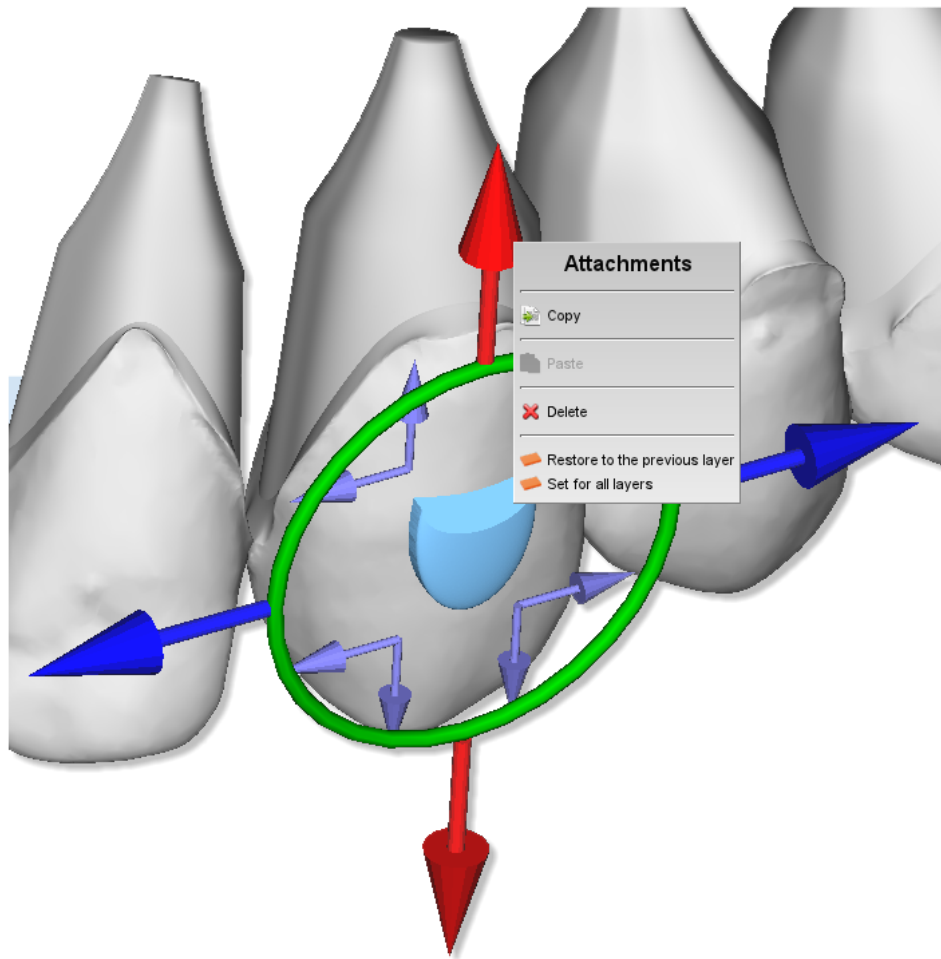 Attachments
Copy
Paste
Delete
Restore to the previous layer
Set for all layers